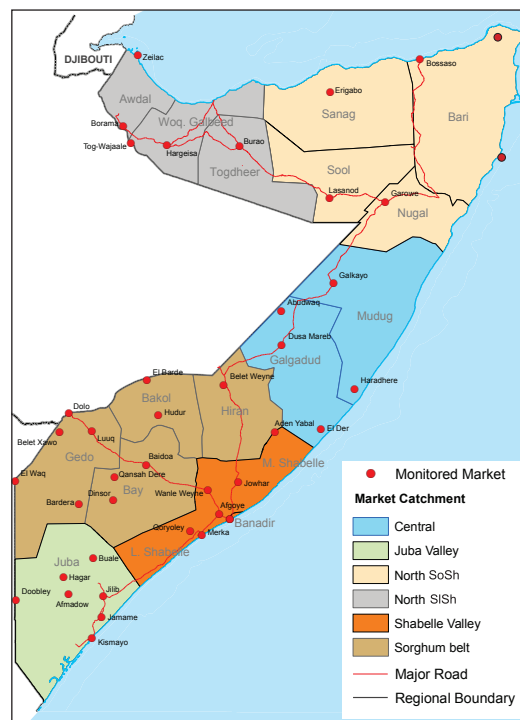 DJIBOUTI
Zeilac
Bossaso
Awdal
Erigabo
Sanag
Bari
Borama
Woq. Galbeed
Tog-Wajaale
Hargeisa
Burao
Togdheer
Sool
Lasanod
Garowe
Nugal
Galkayo
Abudwaq
Mudug
Dusa Mareb
Galgadud
El Barde
Belet Weyne
Haradhere
Bakol
Dolo
Hudur
Hiran
Aden Yabal
El Der
Belet Xawo
Luuq
Gedo
Baidoa
M. Shabelle
El Waq
Qansah Dere
Bay
Dinsor
Wanle Weyne
Jowhar
Bardera
Afgoye
Banadir
Qoryoley
Merka
L. Shabelle
Juba
Buale
Hagar
Doobley
Afmadow
Jilib
Jamame
Kismayo
Monitored Market
Market Catchment
Central
Juba Valley
North SoSh
North SlSh
Shabelle Valley
Sorghum belt
Major Road
Regional Boundary